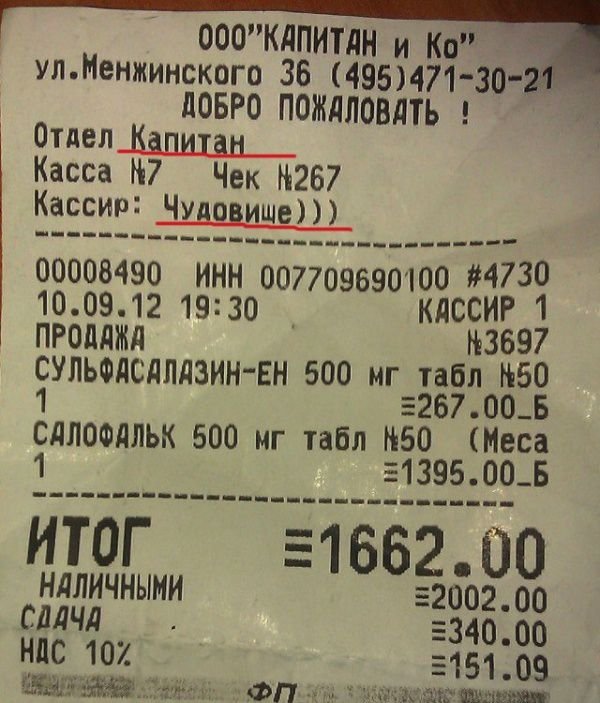 ООО"КАПИТАН и Ко"
ул.Менжинского 36 (495)471-30-21
ДОБРО ПОЖАЛОВАТЬ !
Отдел Капитан
Касса №7 Чек №267
Кассир: Чудовище)))
00008490 ИНН 007709690100 #4730
10.09.12 19:30 КАССИР 1
ПРОДАЖА №3697
СУЛЬФАСАЛАЗИН-ЕН 500 мг табл №50
1 ≡267.00_Б
САЛОФАЛЬК 500 мг табл №50 (Меса
1 ≡1395.00_Б
ИТОГ ≡1662.00
НАЛИЧНЫМИ ≡2002.00
СДАЧА ≡340.00
НДС 10% ≡151.09
ФП